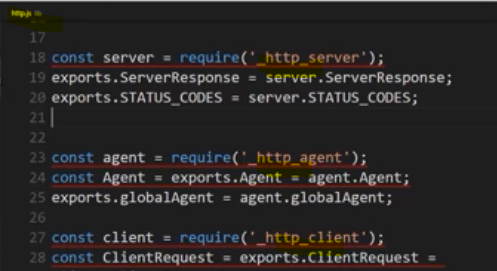 http.js lib
17
18 const server = require('_http_server');
19 exports.ServerResponse = server.ServerResponse;
20 exports.STATUS_CODES = server.STATUS_CODES;
21
22
23 const agent = require('_http_agent');
24 const Agent = exports.Agent = agent.Agent;
25 exports.globalAgent = agent.globalAgent;
26
27 const client = require('_http_client');
28 const ClientRequest = exports.ClientRequest =